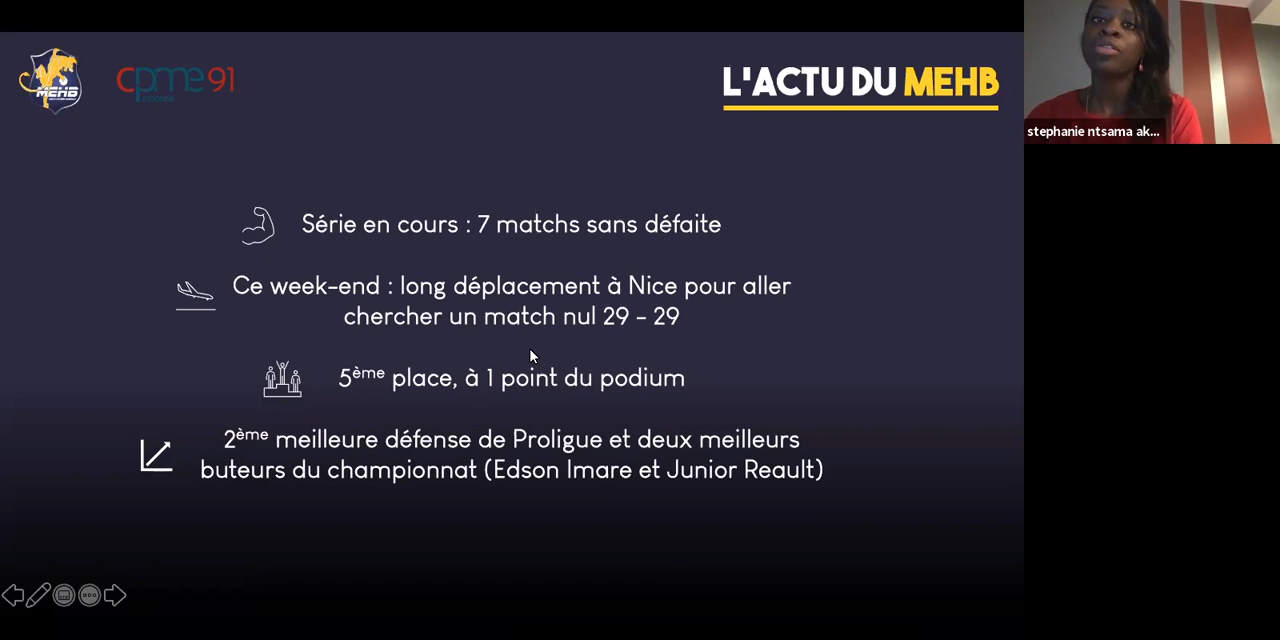 MEHB
cpme 91
ESSONNE
L'ACTU DU MEHB
stephanie ntsama ak...
Série en cours : 7 matchs sans défaite
Ce week-end : long déplacement à Nice pour aller
chercher un match nul 29 - 29
5ème place, à 1 point du podium
2ème meilleure défense de Proligue et deux meilleurs
buteurs du championnat (Edson Imare et Junior Reault)